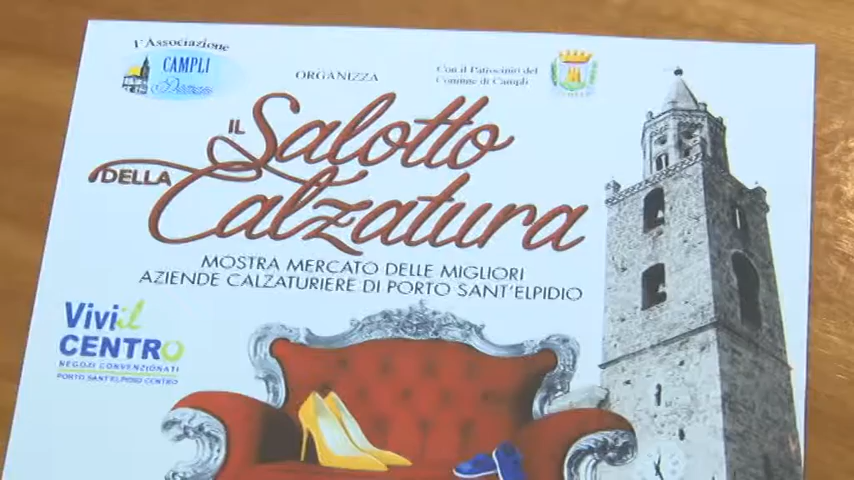 l'Associazione
CAMPLI
ORGANIZZA
Con il Patrocini del
Comune di Campli
IL Salotto
DELLA Calzatura
MOSTRA MERCATO DELLE MIGLIORI
AZIENDE CALZATURIERE DI PORTO SANT'ELPIDIO
Vivi il
CENTRO
NEGOZI CONVENZIONATI
PORTO SANT'ELPIDIO CENTRO